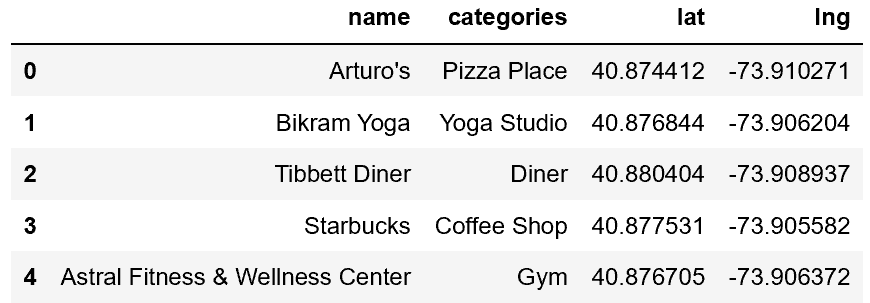 name categories lat lng
0 Arturo's Pizza Place 40.874412 -73.910271
1 Bikram Yoga Yoga Studio 40.876844 -73.906204
2 Tibbett Diner Diner 40.880404 -73.908937
3 Starbucks Coffee Shop 40.877531 -73.905582
4 Astral Fitness & Wellness Center Gym 40.876705 -73.906372